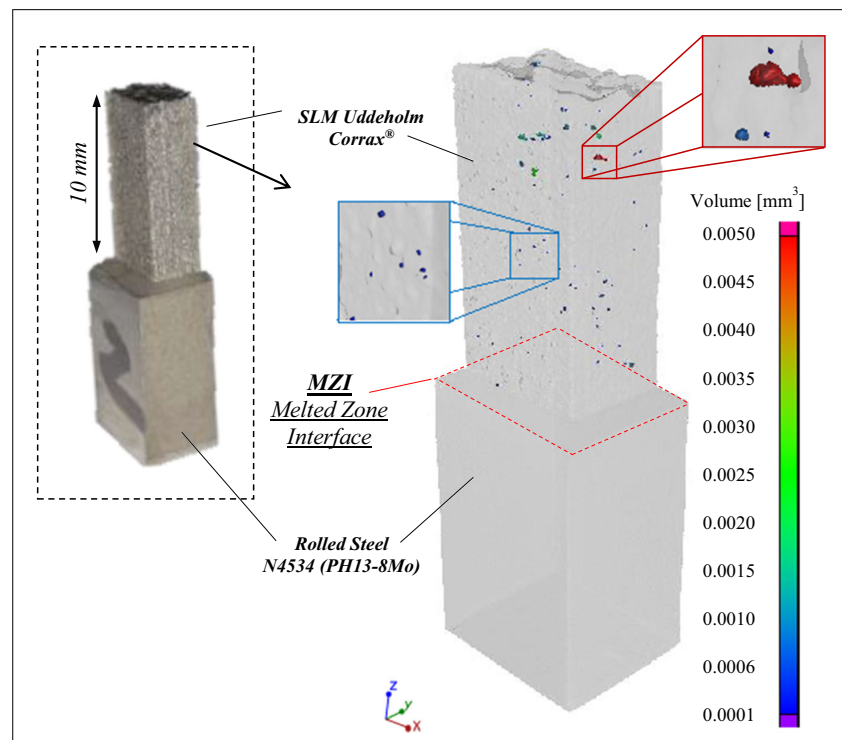 10 mm
SLM Uddeholm
Corrax®
2
MZI
Melted Zone
Interface
Rolled Steel
N4534 (PH13-8Mo)
Volume [mm³]
0.0050
0.0045
0.0040
0.0035
0.0030
0.0025
0.0020
0.0015
0.0010
0.0006
0.0001
Z
Y
X